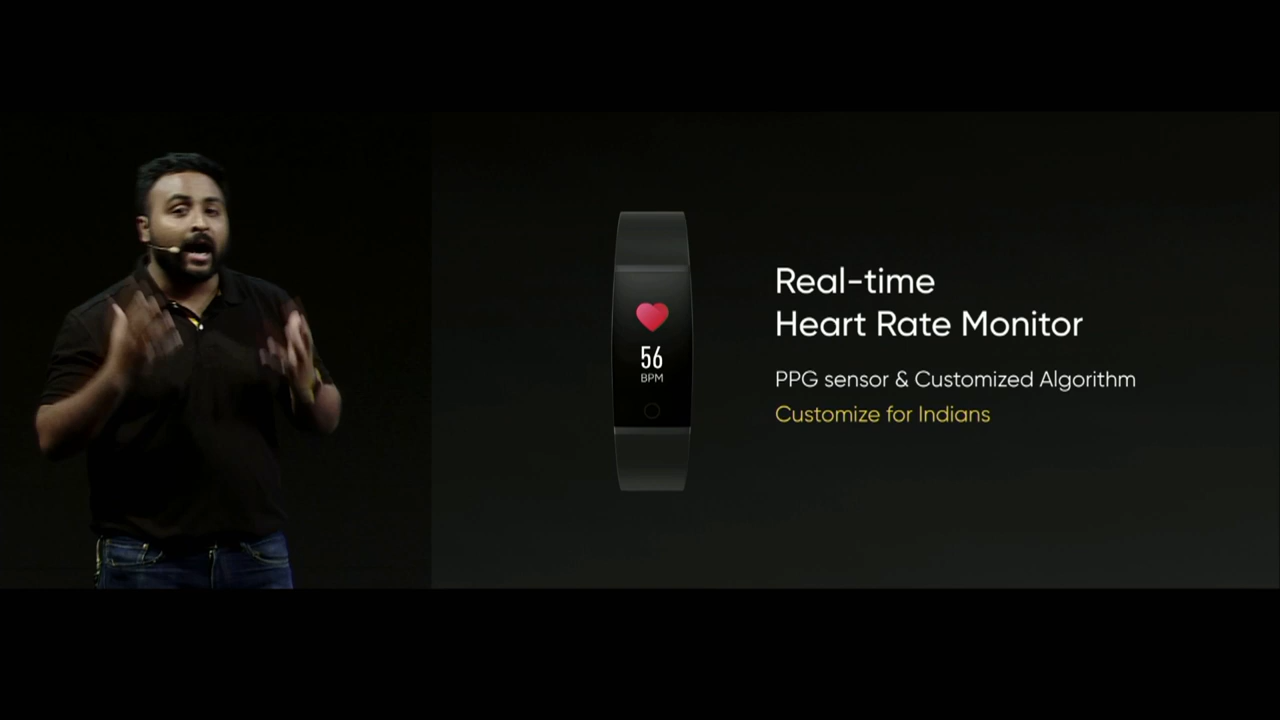 56
BPM
Real-time
Heart Rate Monitor
PPG sensor & Customized Algorithm
Customize for Indians